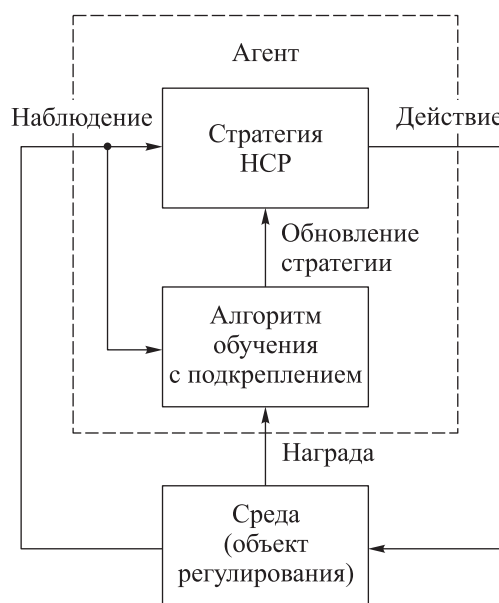 Агент
Наблюдение
Стратегия
НСР
Действие
Обновление
стратегии
Алгоритм
обучения
с подкреплением
Награда
Среда
(объект
регулирования)